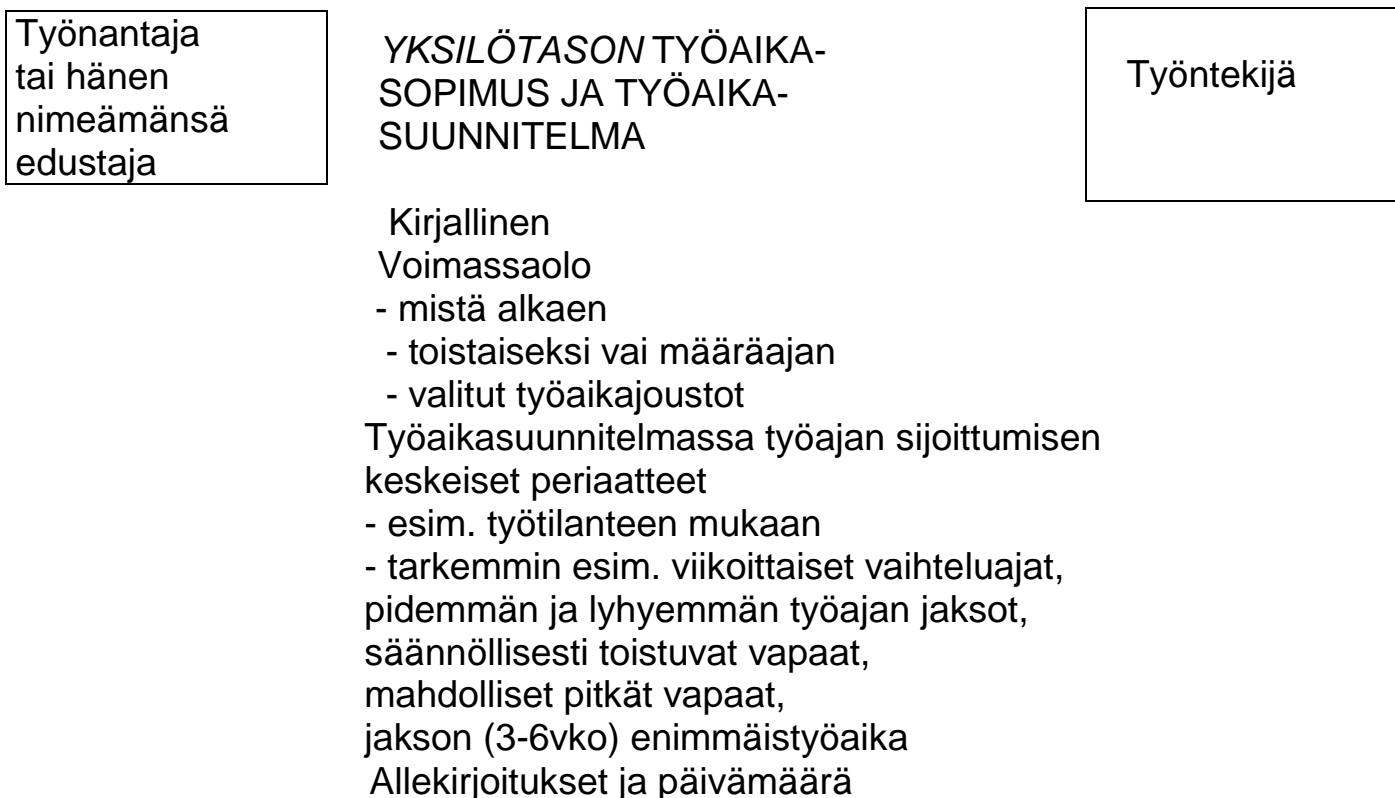 Työnantaja
tai hänen
nimeämänsä
edustaja
YKSILÖTASON TYÖAIKA-
SOPIMUS JA TYÖAIKA-
SUUNNITELMA
Työntekijä
Kirjallinen
Voimassaolo
- mistä alkaen
- toistaiseksi vai määräajan
- valitut työaikajoustot
Työaikasuunnitelmassa työajan sijoittumisen
keskeiset periaatteet
- esim. työtilanteen mukaan
- tarkemmin esim. viikoittaiset vaihteluajat,
pidemmän ja lyhyemmän työajan jaksot,
säännöllisesti toistuvat vapaat,
mahdolliset pitkät vapaat,
jakson (3-6vko) enimmäistyöaika
Allekirjoitukset ja päivämäärä